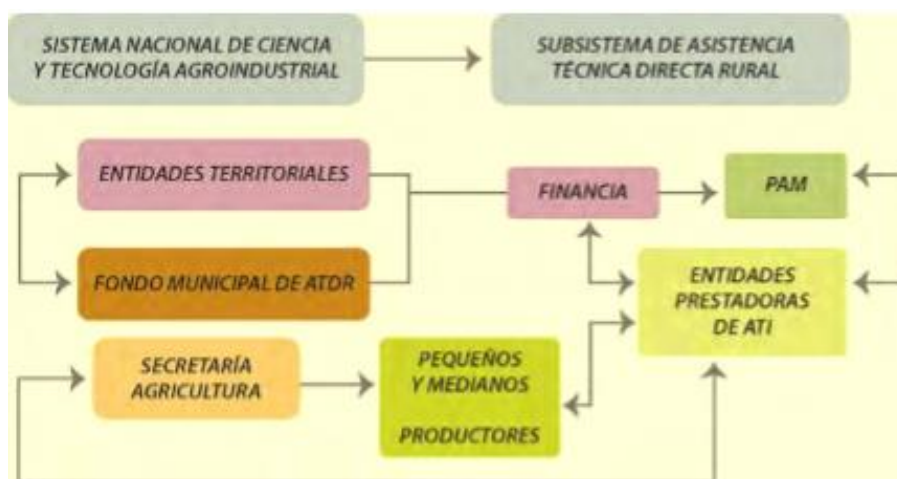 SISTEMA NACIONAL DE CIENCIA
Y TECNOLOGÍA AGROINDUSTRIAL
SUBSISTEMA DE ASISTENCIA
TÉCNICA DIRECTA RURAL
ENTIDADES TERRITORIALES
FINANCIA
PAM
FONDO MUNICIPAL DE ATDR
ENTIDADES
PRESTADORAS
DE ATI
SECRETARÍA
AGRICULTURA
PEQUEÑOS
Y MEDIANOS
PRODUCTORES